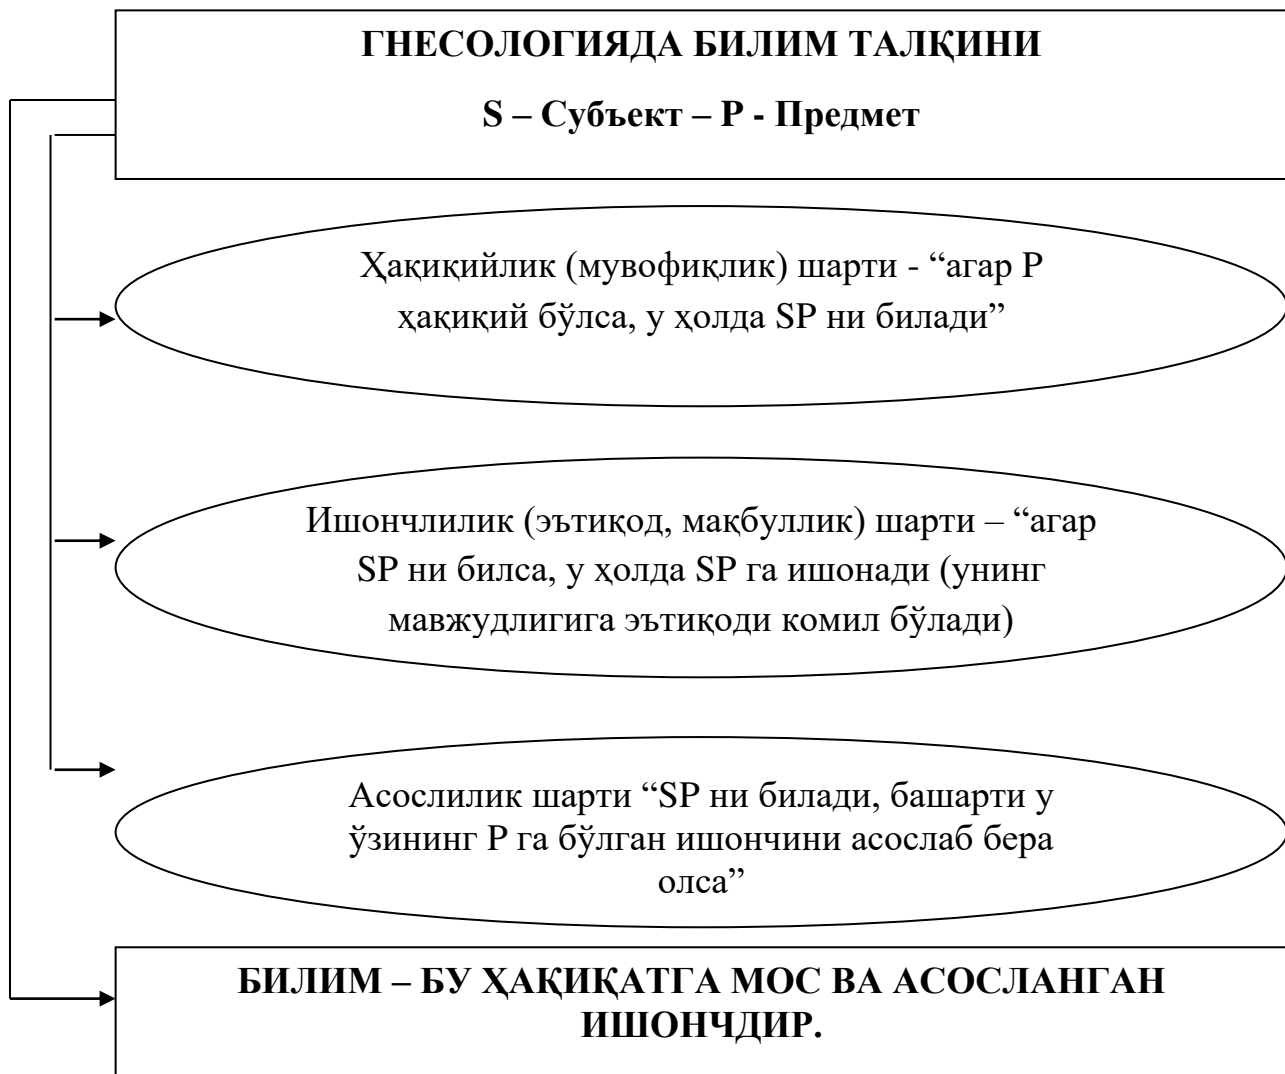 ГНЕСОЛОГИЯДА БИЛИМ ТАЛҚИНИ
S – Субъект – P - Предмет
Ҳақиқийлик (мувофиқлик) шарти - “агар P
ҳақиқий бўлса, у ҳолда SP ни билади”
Ишончлилик (эътиқод, мақбуллик) шарти – “агар
SP ни билса, у ҳолда SP га ишонади (унинг
мавжудлигига эътиқоди комил бўлади)
Асослилик шарти “SP ни билади, башарти у
ўзининг P га бўлган ишончини асослаб бера
олса”
БИЛИМ – БУ ҲАҚИҚАТГА МОС ВА АСОСЛАНГАН
ИШОНЧДИР.